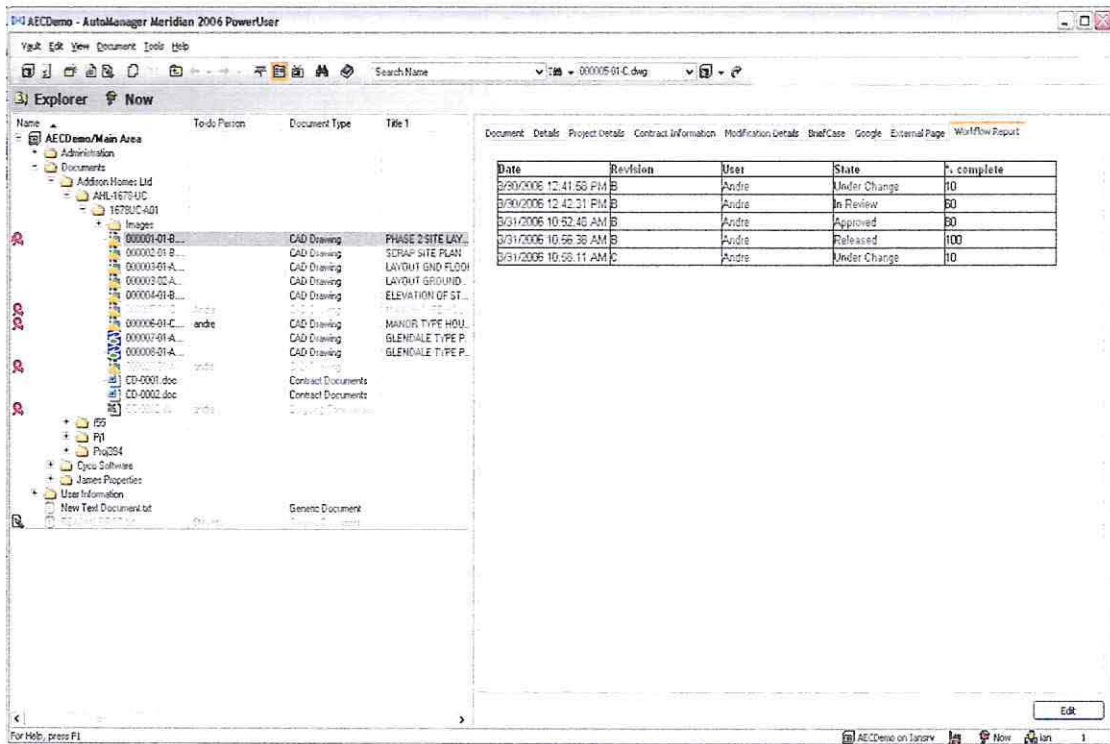 AECDemo - AutoManager Meridian 2006 PowerUser
Vault Edit View Document Tools Help
Search Name 000005-01-C.dwg
Explorer Now
Name To-do Person Document Type Title 1
AECDemo/Main Area
Administration
Documents
Addison Homes Ltd
AHL-1678-UC
1678UC-A01
Images
000001-01-B.... CAD Drawing PHASE 2 SITE LAY...
000002-01-B.... CAD Drawing SCRAP SITE PLAN
000003-01-A.... CAD Drawing LAYOUT GND FLOOR
000003-02-A.... CAD Drawing LAYOUT GROUND...
000004-01-B.... CAD Drawing ELEVATION OF ST...
000006-01-C.... andre CAD Drawing MANOR TYPE HOU...
000007-01-A.... CAD Drawing GLENDALE TYPE P...
000008-01-A.... CAD Drawing GLENDALE TYPE P...
CD-0001.doc Contract Documents
CD-0002.doc Contract Documents
Pj1
Proj294
Cyco Software
James Properties
User Information
New Text Document.txt Generic Document
Document Details Project Details Contract Information Modification Details BriefCase Google External Page Workflow Report
Date Revision User State % complete
3/30/2006 12:41:58 PM B Andre Under Change 10
3/30/2006 12:42:31 PM B Andre In Review 60
3/31/2006 10:52:48 AM B Andre Approved 80
3/31/2006 10:56:38 AM B Andre Released 100
3/31/2006 10:58:11 AM C Andre Under Change 10
Edit
For Help, press F1 AECDemo on Iansrv Now Ian 1